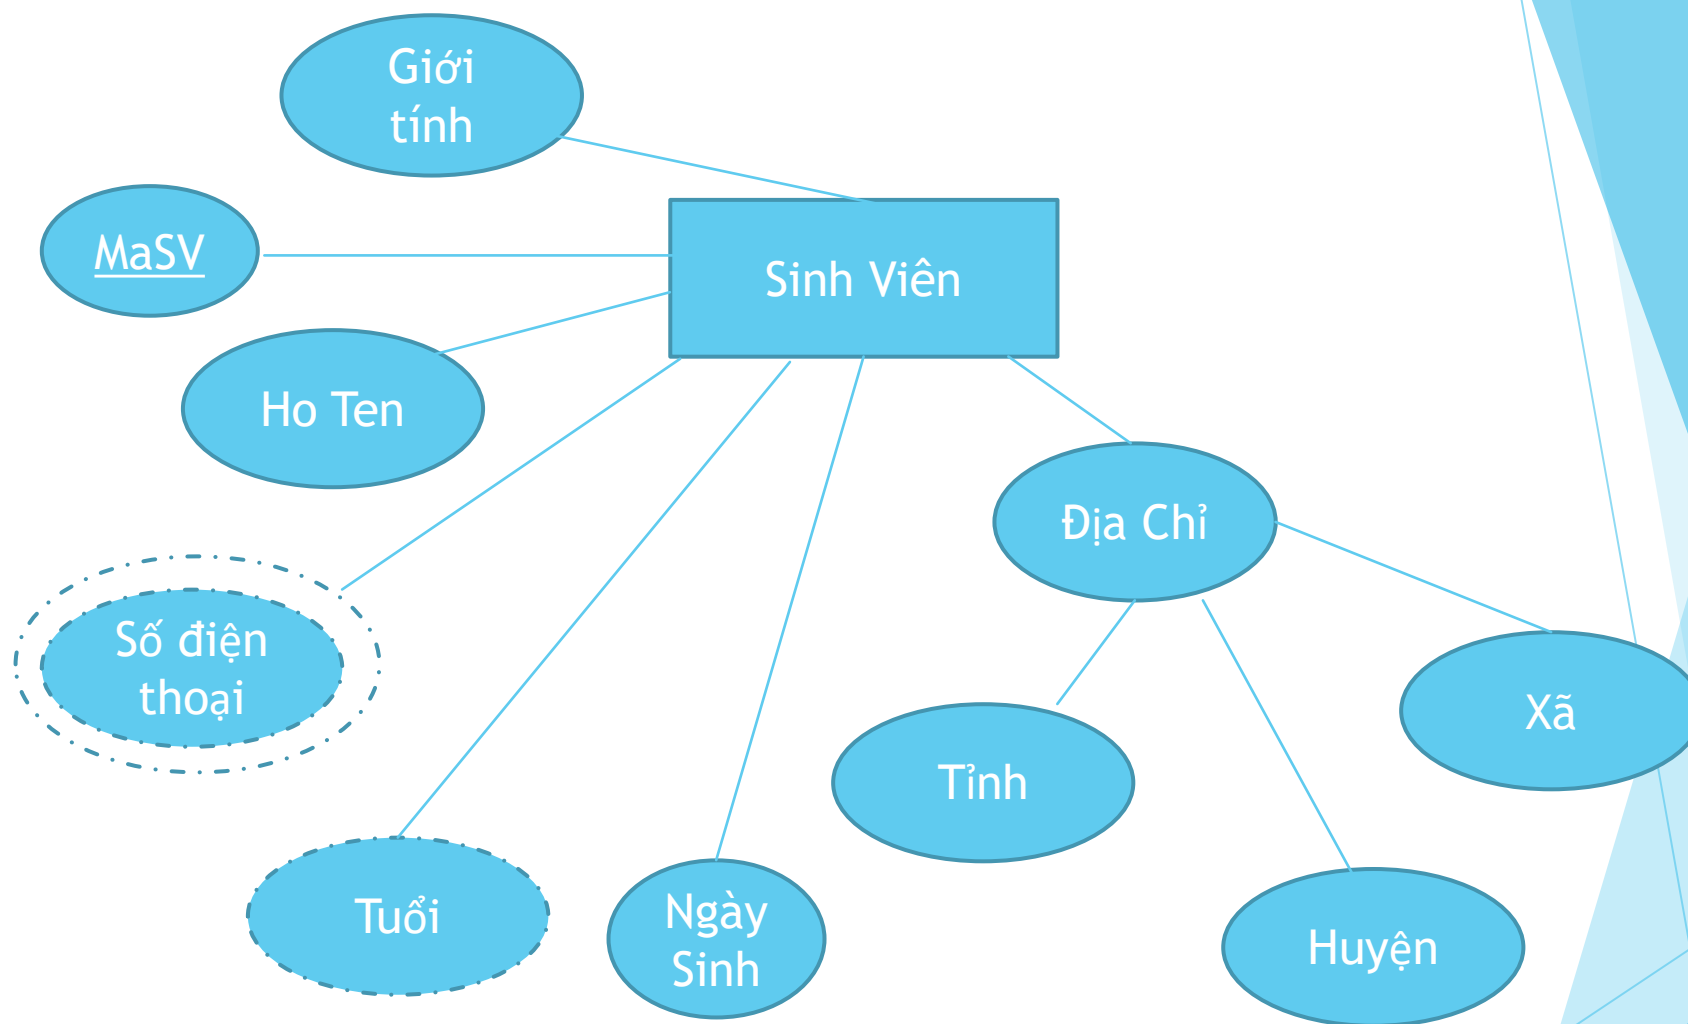 Giới
tính
MaSV
Sinh Viên
Ho Ten
Địa Chỉ
Số điện
thoại
Xã
Tỉnh
Tuổi
Ngày
Sinh
Huyện